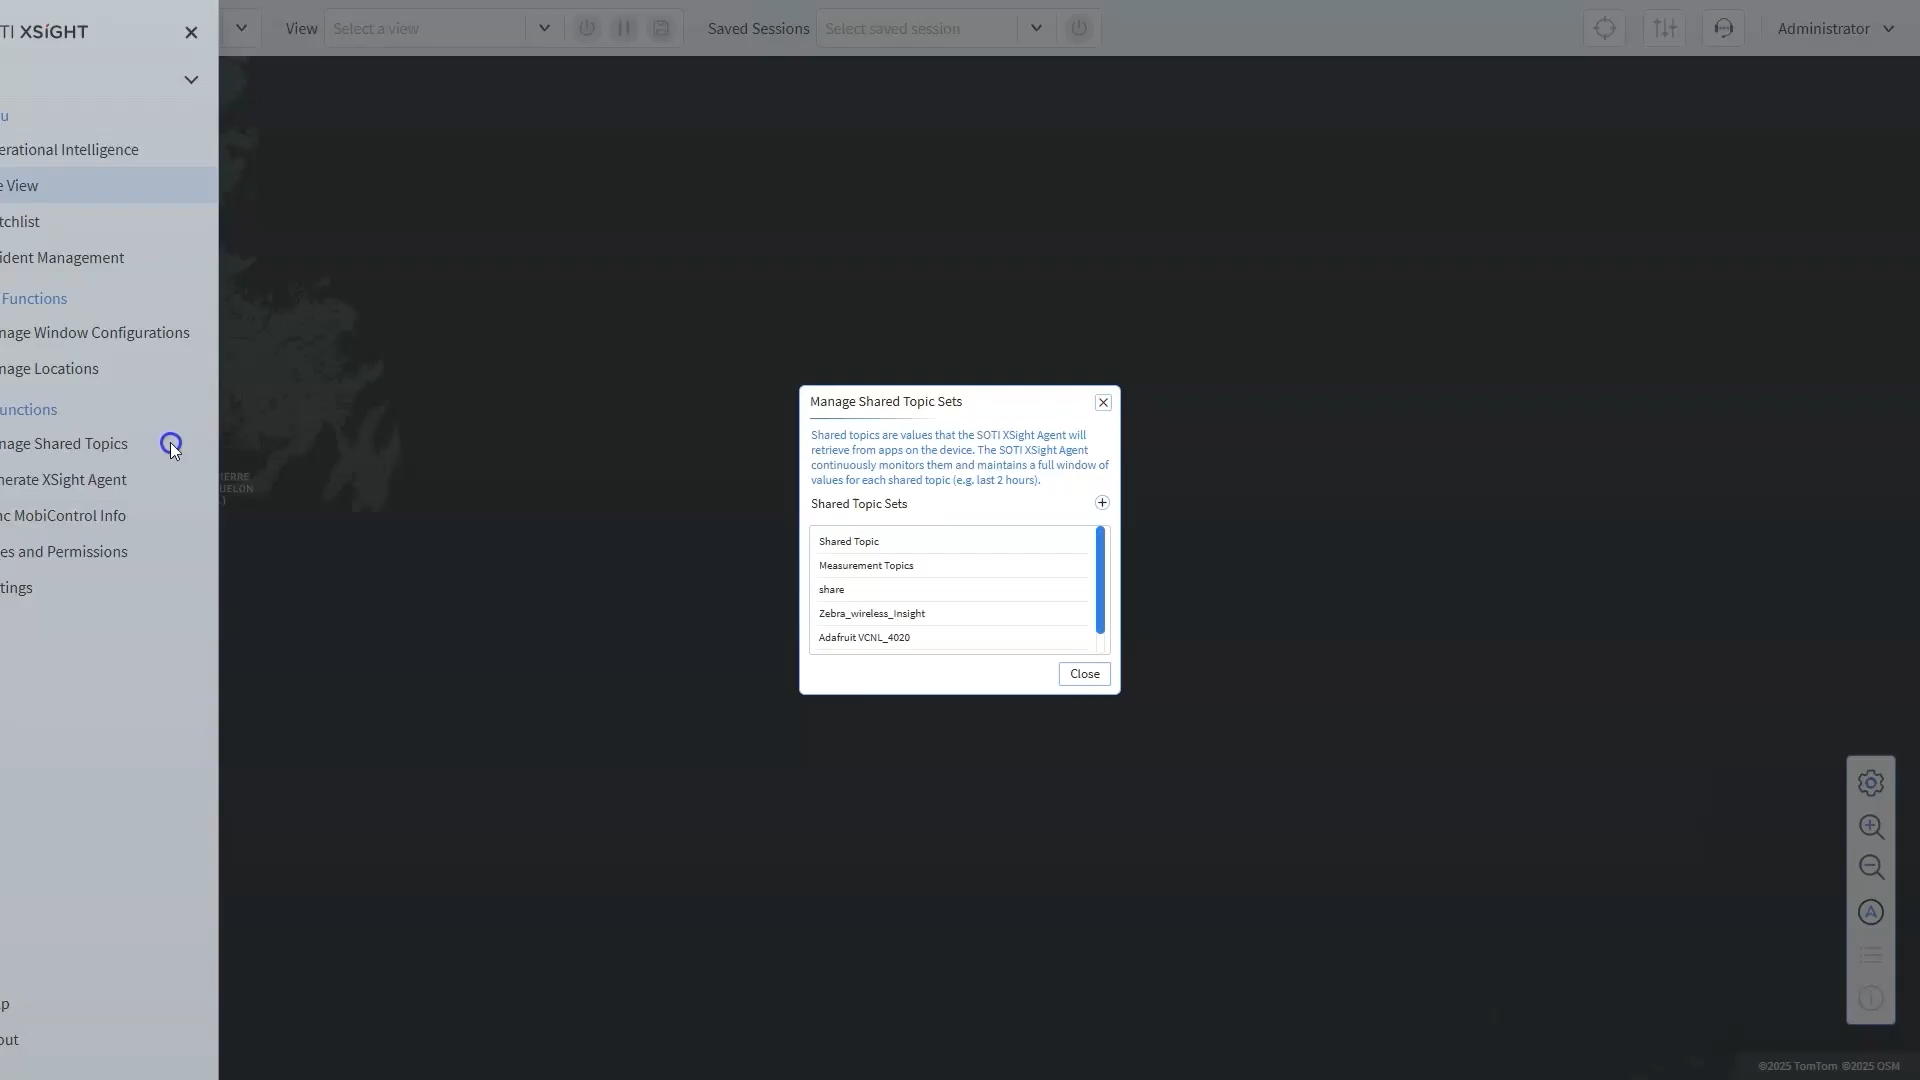 TI XSiGHT
View
Select a view
Saved Sessions
Select saved session
Administrator
u
erational Intelligence
e View
tchlist
ident Management
Functions
nage Window Configurations
nage Locations
unctions
nage Shared Topics
nerate XSight Agent
nc MobiControl Info
es and Permissions
tings
p
out
IERRE
UELON
)
Manage Shared Topic Sets
Shared topics are values that the SOTI XSight Agent will
retrieve from apps on the device. The SOTI XSight Agent
continuously monitors them and maintains a full window of
values for each shared topic (e.g. last 2 hours).
Shared Topic Sets
Shared Topic
Measurement Topics
share
Zebra_wireless_Insight
Adafruit VCNL_4020
Close
©2025 TomTom ©2025 OSM